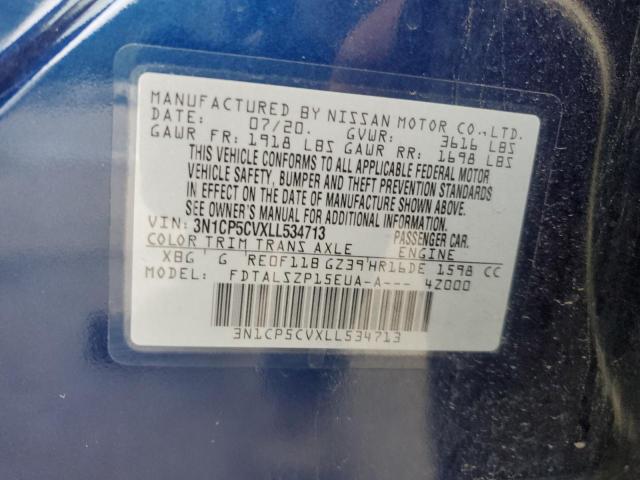 MANUFACTURED BY NISSAN MOTOR CO.,LTD.
DATE: 07/20. GVWR: 3616 LBS
GAWR FR: 1918 LBS GAWR RR: 1698 LBS
THIS VEHICLE CONFORMS TO ALL APPLICABLE FEDERAL MOTOR
VEHICLE SAFETY, BUMPER AND THEFT PREVENTION STANDARDS
IN EFFECT ON THE DATE OF MANUFACTURE SHOWN ABOVE.
SEE OWNER'S MANUAL FOR ADDITIONAL INFORMATION.
VIN: 3N1CP5CVXLL534713 PASSENGER CAR.
COLOR TRIM TRANS AXLE ENGINE
XBG G RE0F11B GZ39 HR16DE 1598 CC
MODEL: FDTALSZP15EUA-A--- 4Z000
3N1CP5CVXLL534713